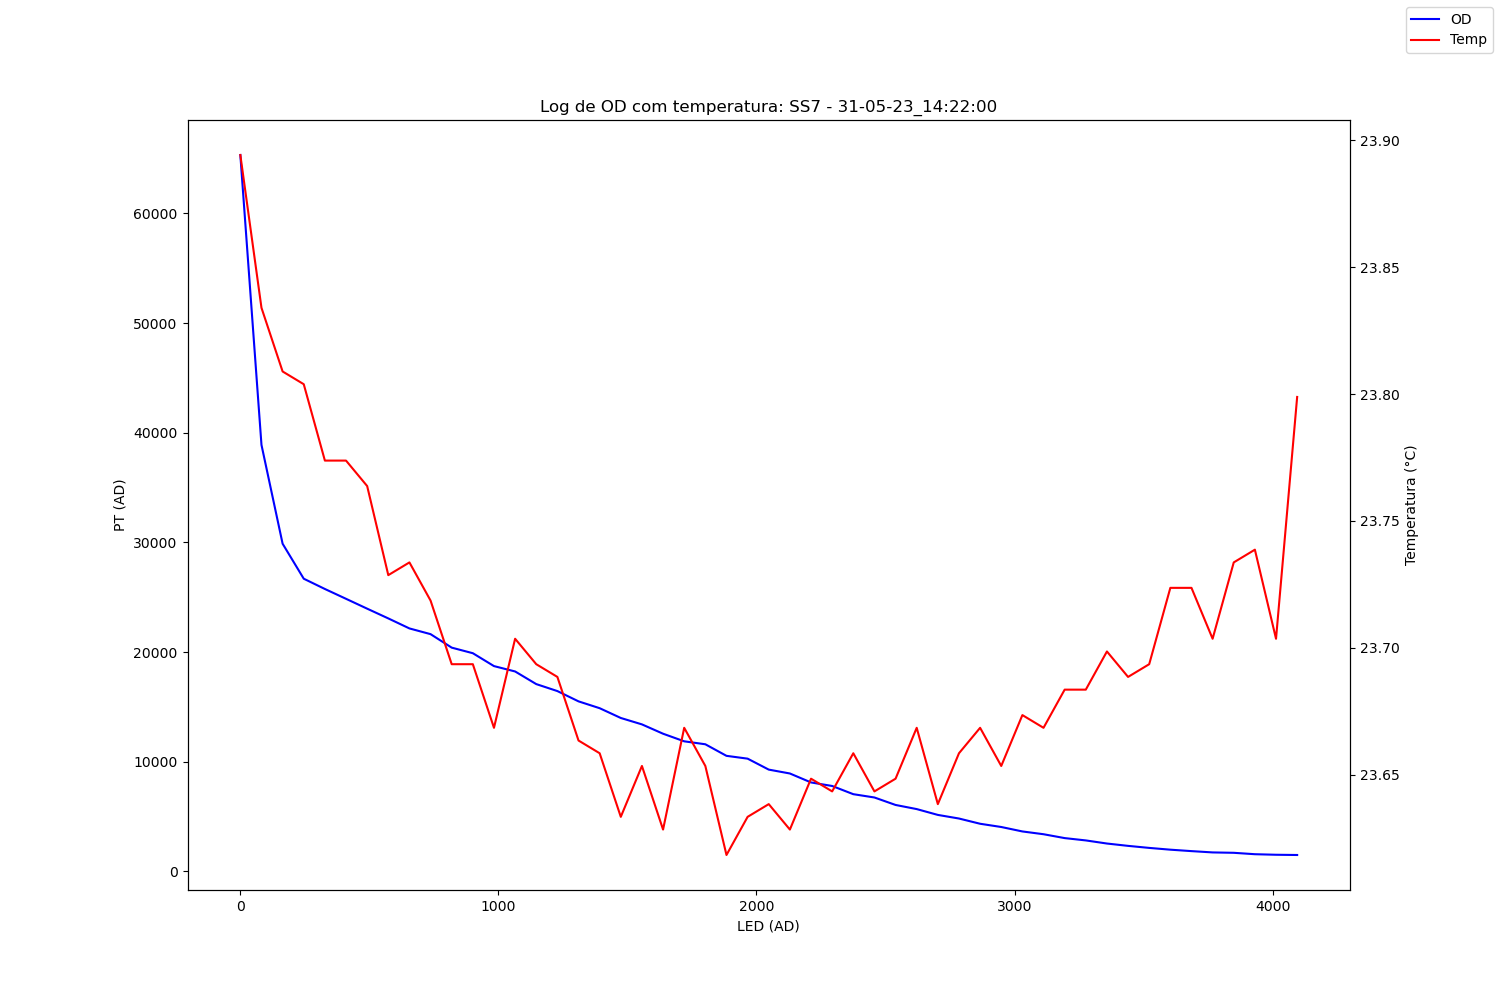 OD
Temp
Log de OD com temperatura: SS7 - 31-05-23_14:22:00
PT (AD)
60000
50000
40000
30000
20000
10000
0
23.90
23.85
23.80
23.75
23.70
23.65
Temperatura (°C)
0 1000 2000 3000 4000
LED (AD)